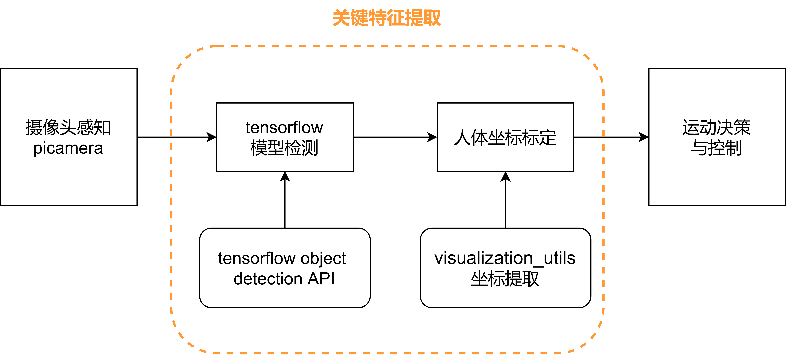 关键特征提取
摄像头感知
picamera
tensorflow
模型检测
人体坐标标定
运动决策
与控制
tensorflow object
detection API
visualization_utils
坐标提取